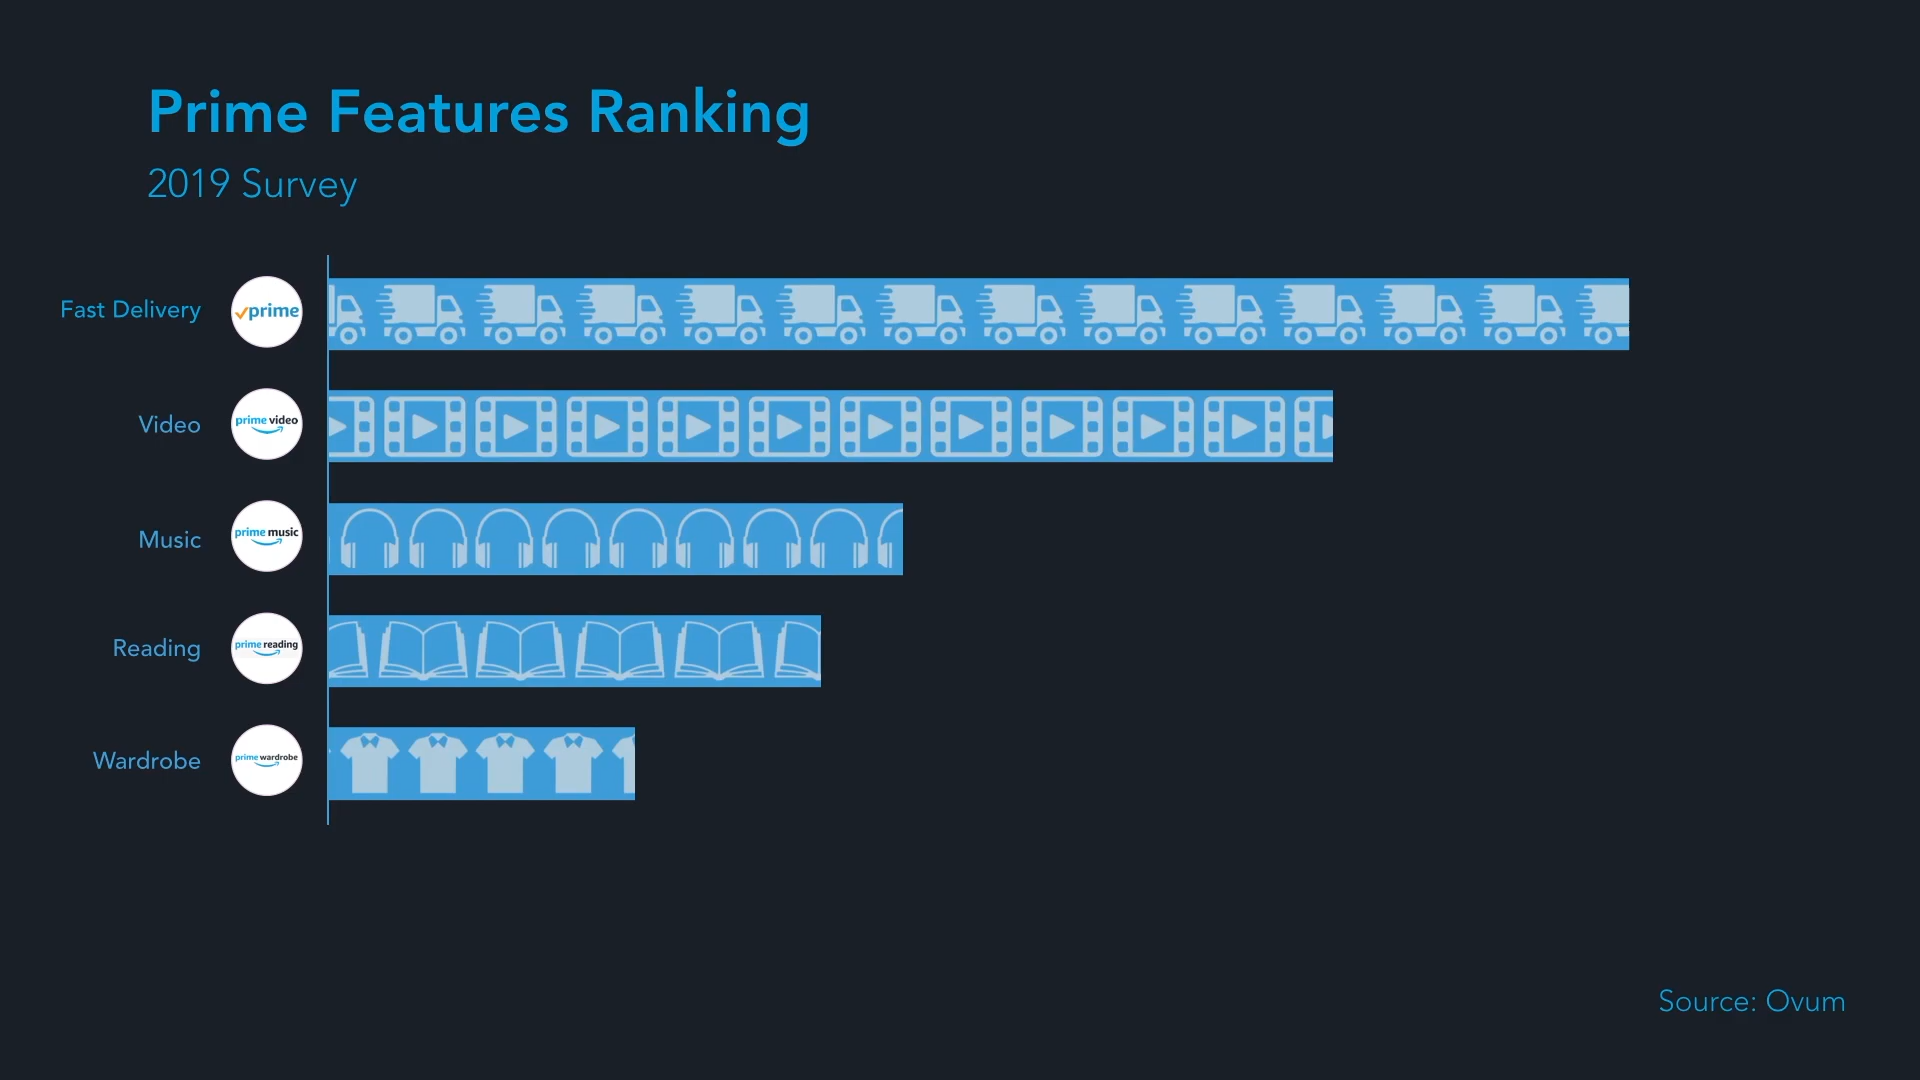 Prime Features Ranking
2019 Survey
Fast Delivery
prime
Video
prime video
Music
prime music
Reading
prime reading
Wardrobe
prime wardrobe
Source: Ovum